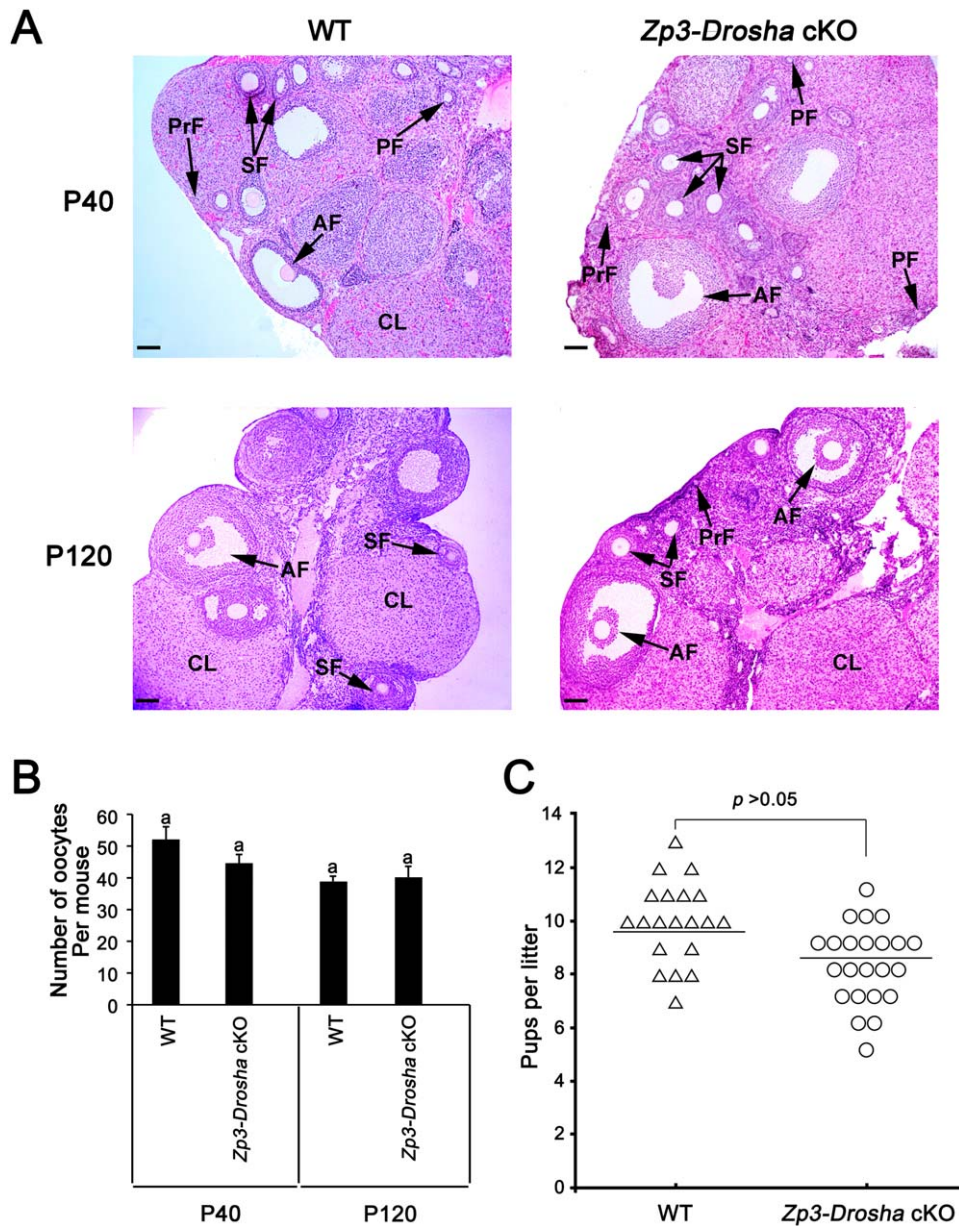 A
WT
Zp3-Drosha cKO
P40
PrF
SF
PF
AF
CL
PF
SF
PrF
AF
PF
P120
AF
SF
CL
CL
SF
AF
PrF
SF
AF
CL
B
Number of oocytes
Per mouse
60
50
40
30
20
10
0
a
a
a
a
WT
Zp3-Drosha cKO
WT
Zp3-Drosha cKO
P40
P120
C
p >0.05
Pups per litter
14
12
10
8
6
4
2
0
WT
Zp3-Drosha cKO